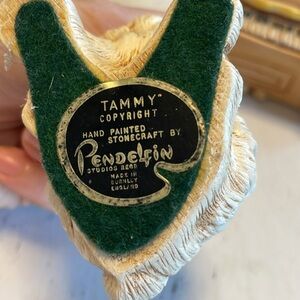 TAMMY"
COPYRIGHT
HAND PAINTED
STONECRAFT BY
Pendelfin
STUDIOS
MADE IN
BURNLEY
ENGLAND